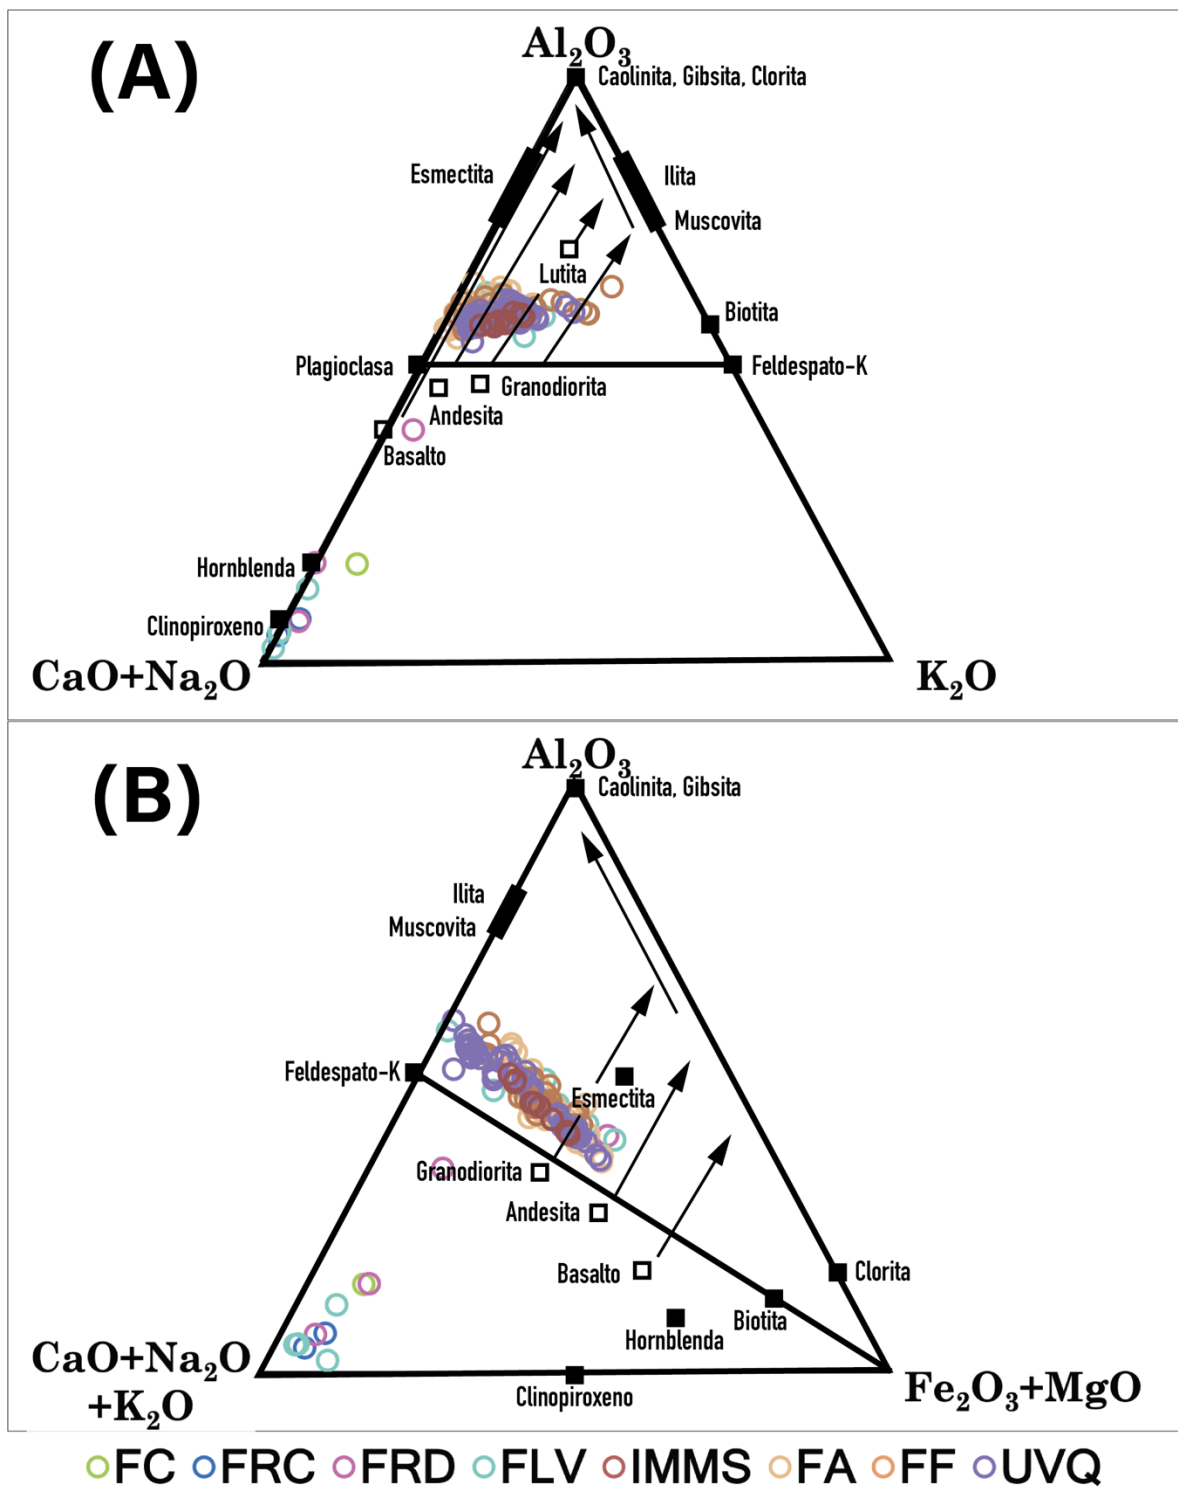 (A)
Al₂O₃
Caolinita, Gibsita, Clorita
Esmectita
Ilita
Muscovita
Lutita
Biotita
Plagioclasa
Feldespato-K
Granodiorita
Andesita
Basalto
Hornblenda
Clinopiroxeno
CaO+Na₂O
K₂O
(B)
Al₂O₃
Caolinita, Gibsita
Ilita
Muscovita
Feldespato-K
Esmectita
Granodiorita
Andesita
Basalto
Clorita
Biotita
Hornblenda
CaO+Na₂O
+K₂O
Fe₂O₃+MgO
Clinopiroxeno
FC FRC FRD FLV IMMS FA FF UVQ